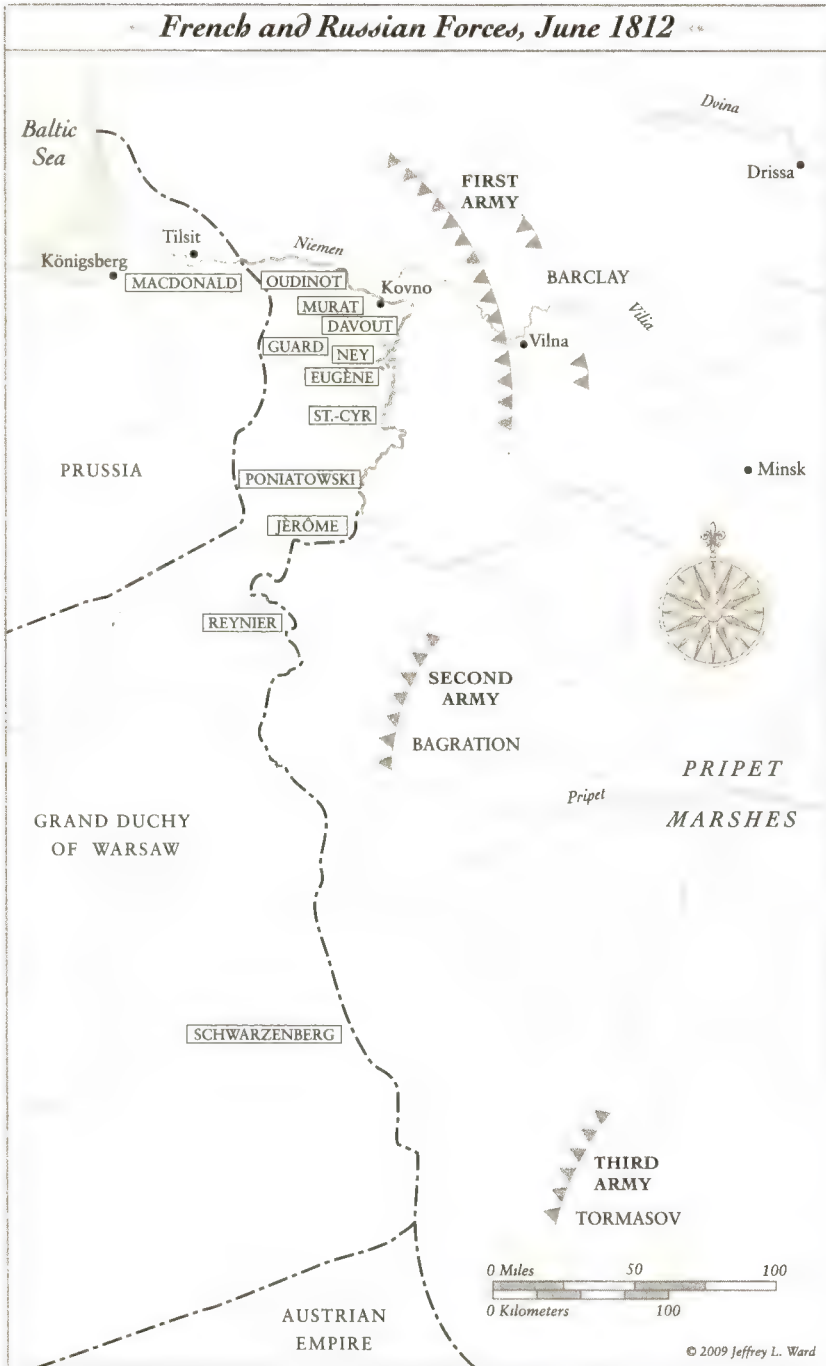 French and Russian Forces, June 1812
Baltic
Sea
Dvina
Drissa
FIRST
ARMY
Tilsit
Niemen
Königsberg
MACDONALD
OUDINOT
Kovno
BARCLAY
MURAT
DAVOUT
Vilia
GUARD
NEY
Vilna
EUGÈNE
ST.-CYR
PRUSSIA
Minsk
PONIATOWSKI
JÈRÔME
REYNIER
SECOND
ARMY
BAGRATION
PRIPET
MARSHES
Pripet
GRAND DUCHY
OF WARSAW
SCHWARZENBERG
THIRD
ARMY
TORMASOV
0 Miles 50 100
0 Kilometers 100
AUSTRIAN
EMPIRE
© 2009 Jeffrey L. Ward